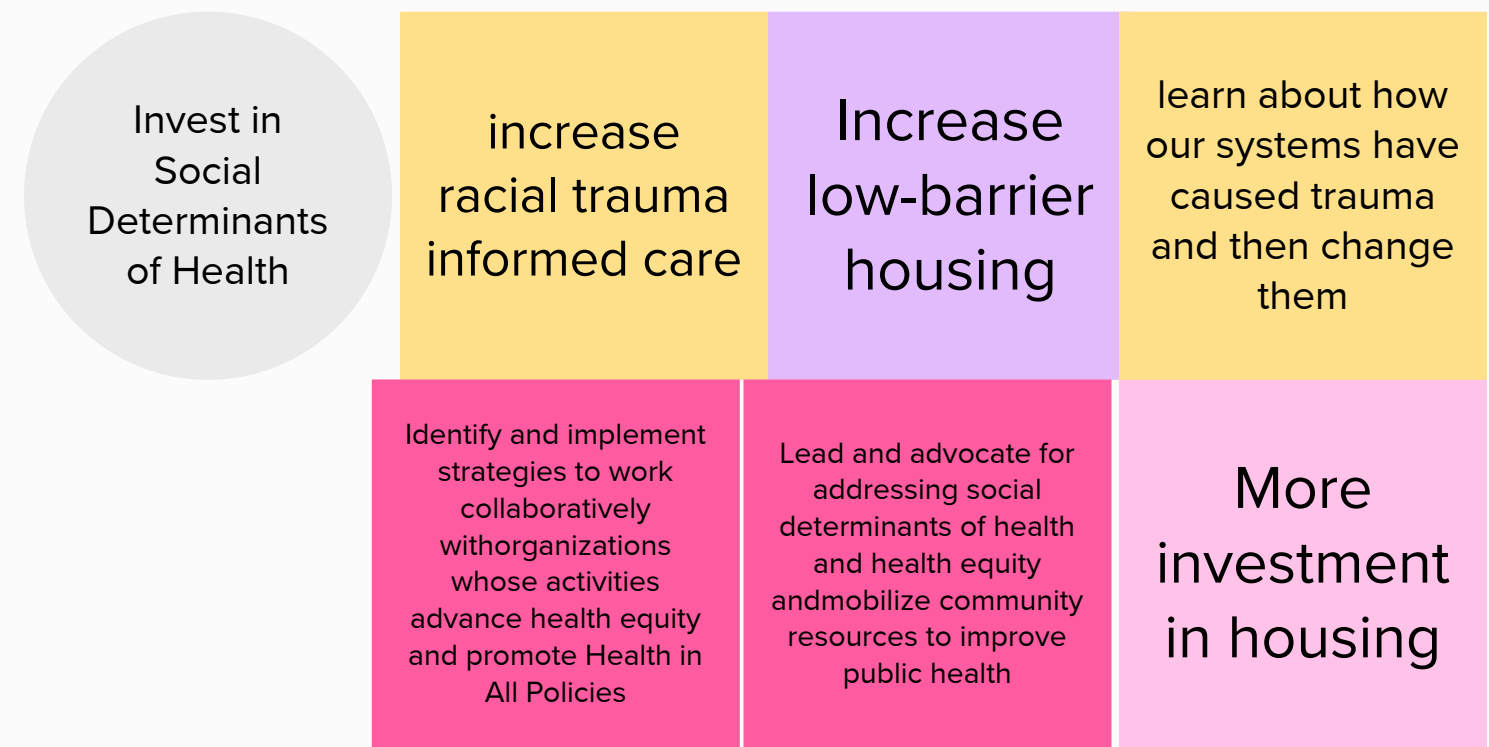 Invest in
Social
Determinants
of Health
increase
racial trauma
informed care
Increase
low-barrier
housing
learn about how
our systems have
caused trauma
and then change
them
Identify and implement
strategies to work
collaboratively
withorganizations
whose activities
advance health equity
and promote Health in
All Policies
Lead and advocate for
addressing social
determinants of health
and health equity
andmobilize community
resources to improve
public health
More
investment
in housing